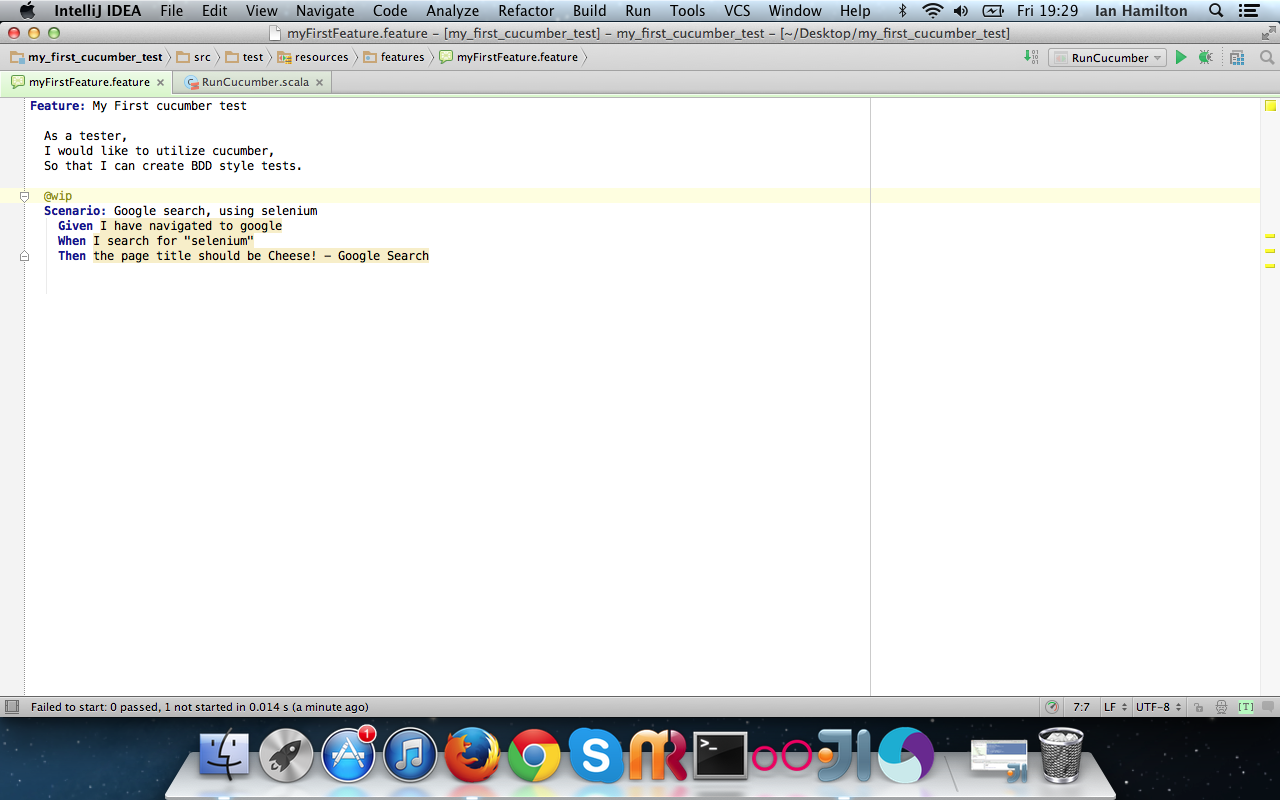 IntelliJ IDEA File Edit View Navigate Code Analyze Refactor Build Run Tools VCS Window Help Fri 19:29 Ian Hamilton
myFirstFeature.feature – [my_first_cucumber_test] – my_first_cucumber_test – [~/Desktop/my_first_cucumber_test]
my_first_cucumber_test src test resources features myFirstFeature.feature RunCucumber
myFirstFeature.feature RunCucumber.scala
Feature: My First cucumber test
As a tester,
I would like to utilize cucumber,
So that I can create BDD style tests.
@wip
Scenario: Google search, using selenium
Given I have navigated to google
When I search for "selenium"
Then the page title should be Cheese! – Google Search
Failed to start: 0 passed, 1 not started in 0.014 s (a minute ago) 7:7 LF UTF-8 [T]
1